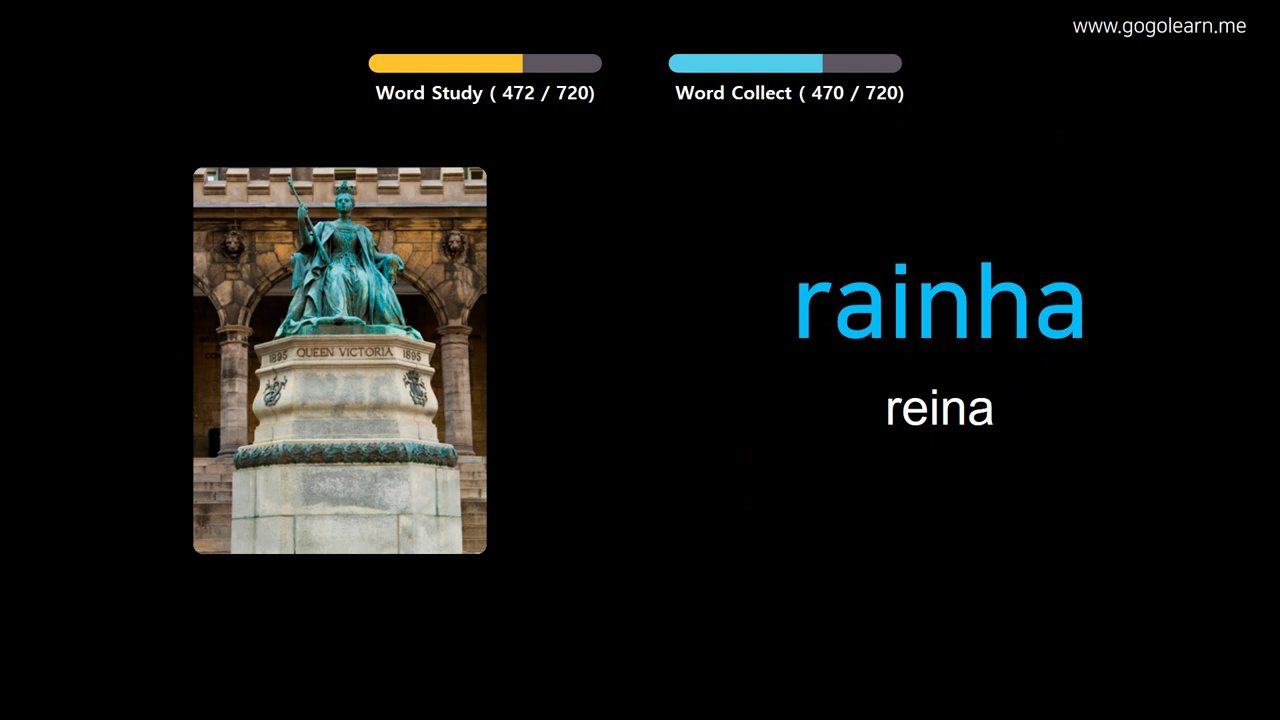 www.gogolearn.me
Word Study ( 472 / 720)
Word Collect ( 470 / 720)
1895 QUEEN VICTORIA 1895
rainha
reina